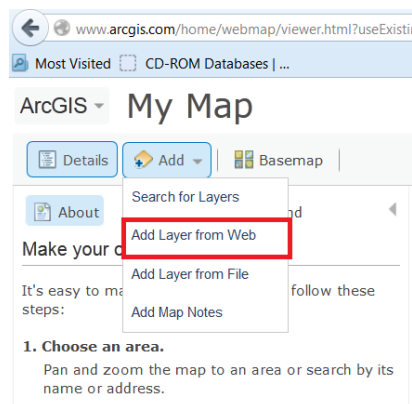 www.arcgis.com/home/webmap/viewer.html?useExisti
Most Visited CD-ROM Databases | ...
ArcGIS My Map
Details Add Basemap
Search for Layers
About nd
Add Layer from Web
Make your o
Add Layer from File
It's easy to ma follow these
steps:
Add Map Notes
1. Choose an area.
Pan and zoom the map to an area or search by its
name or address.